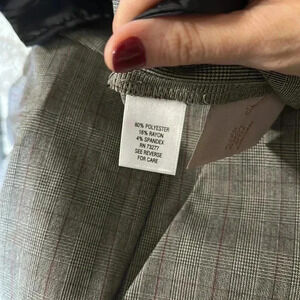 80% POLYESTER
16% RAYON
4% SPANDEX
RN 73277
SEE REVERSE
FOR CARE